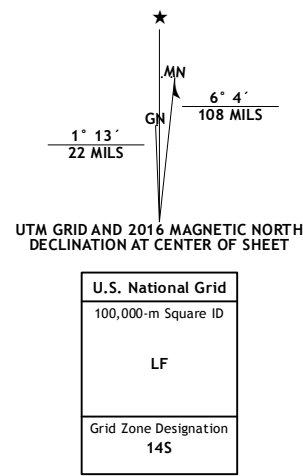 ★
MN
GN
6° 4´
108 MILS
1° 13´
22 MILS
UTM GRID AND 2016 MAGNETIC NORTH
DECLINATION AT CENTER OF SHEET
U.S. National Grid
100,000-m Square ID
LF
Grid Zone Designation
14S